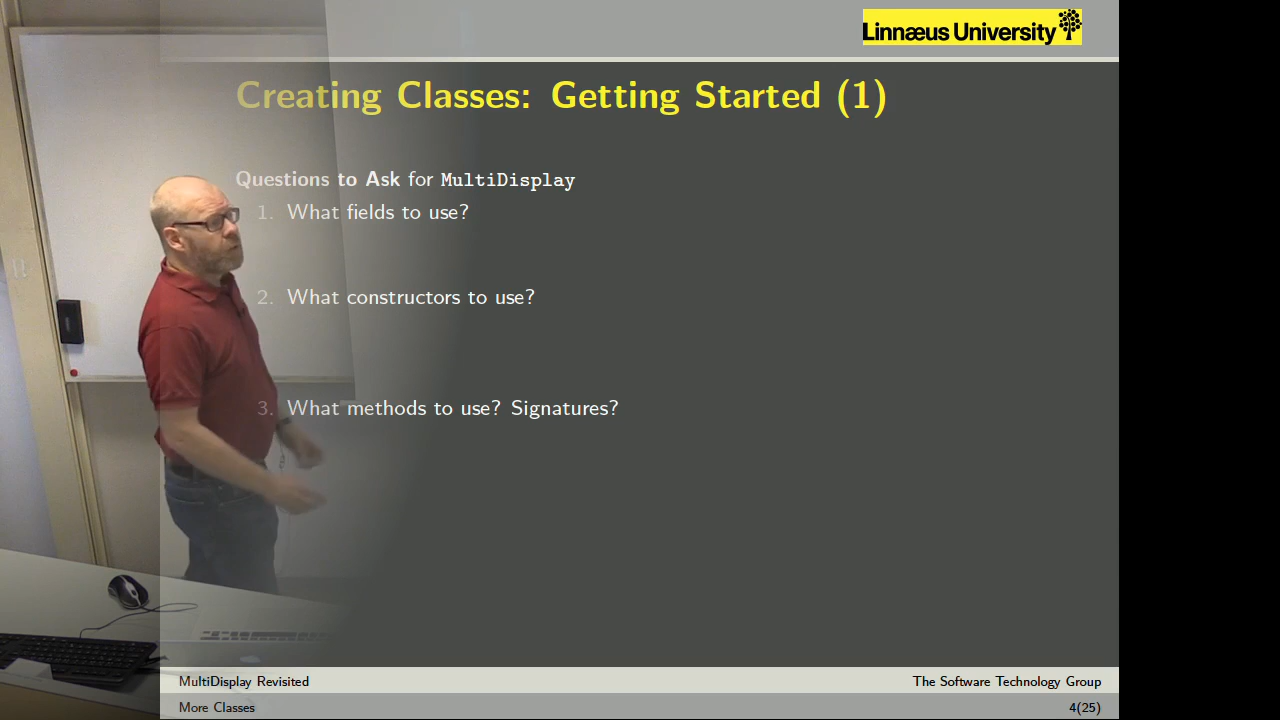 Linnæus University
Creating Classes: Getting Started (1)
Questions to Ask for MultiDisplay
1. What fields to use?
2. What constructors to use?
3. What methods to use? Signatures?
MultiDisplay Revisited
The Software Technology Group
More Classes
4(25)